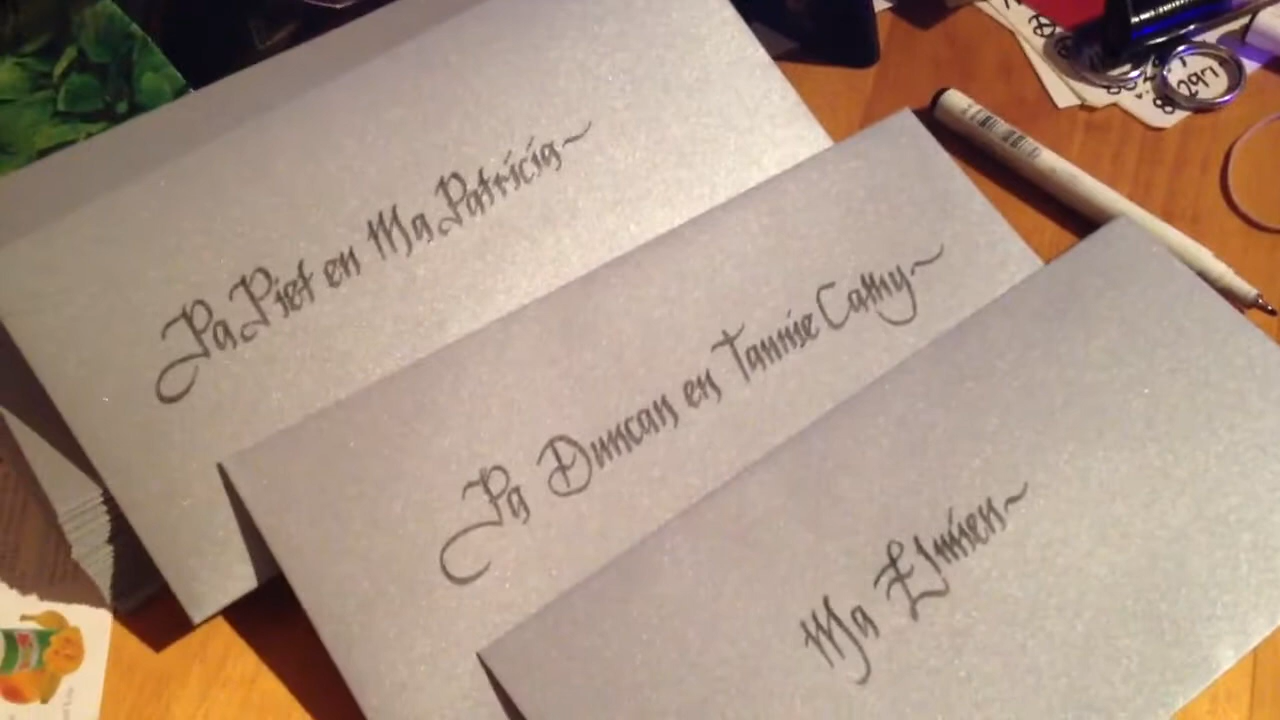 Pa Piet en Ma Patricia~
Pa Duncan en Tannie Cathy~
Ma Elmien~